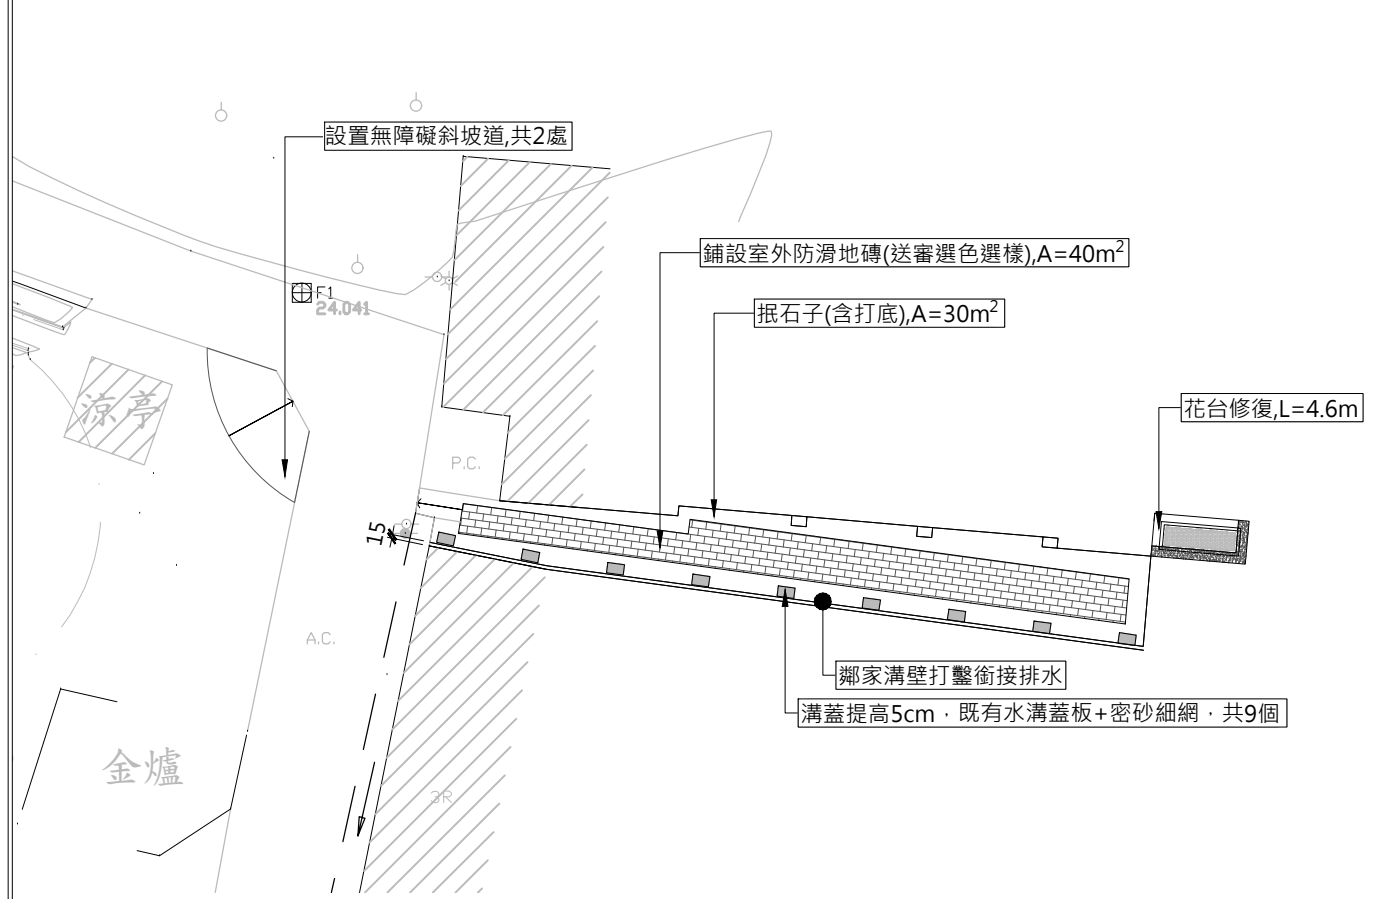 設置無障礙斜坡道,共2處
鋪設室外防滑地磚(送審選色選樣),A=40m²
F1
24.041
抿石子(含打底),A=30m²
涼亭
花台修復,L=4.6m
P.C.
15
A.C.
鄰家溝壁打鑿銜接排水
溝蓋提高5cm，既有水溝蓋板+密砂細網，共9個
金爐
3R